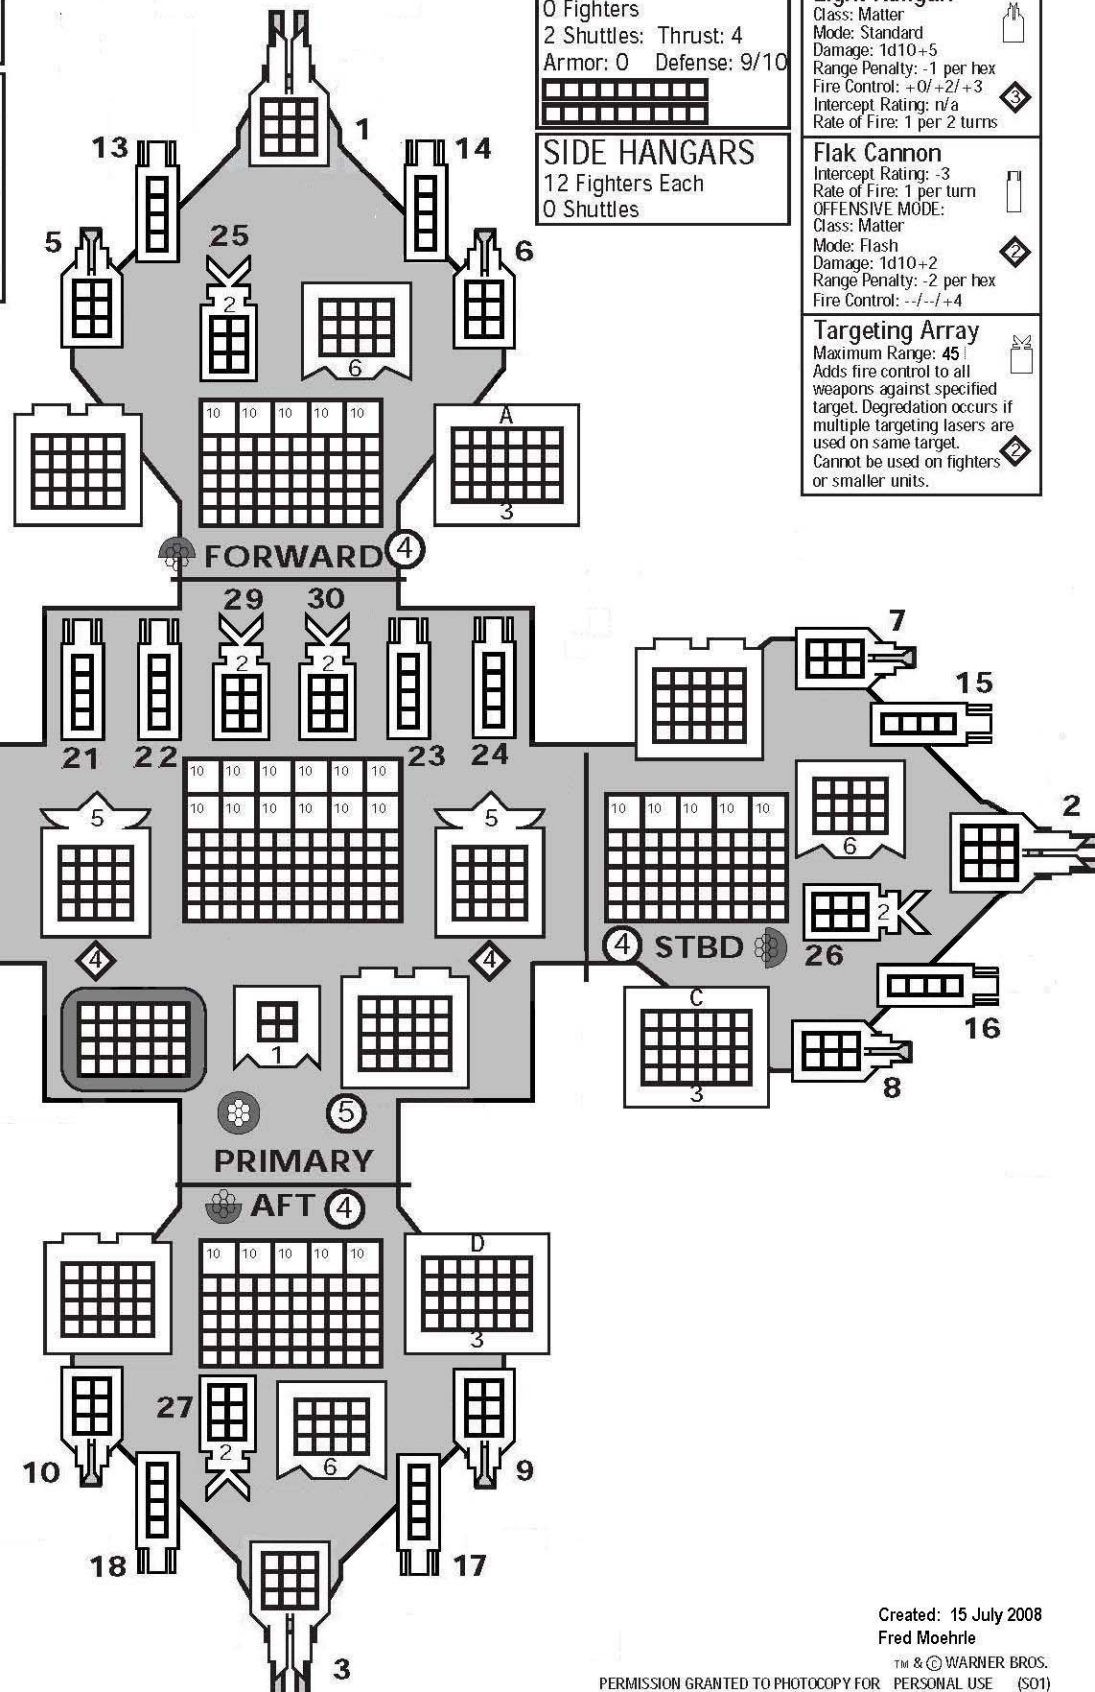 0 Fighters
2 Shuttles: Thrust: 4
Armor: 0 Defense: 9/10
SIDE HANGARS
12 Fighters Each
0 Shuttles
Class: Matter
Mode: Standard
Damage: 1d10+5
Range Penalty: -1 per hex
Fire Control: +0/+2/+3
Intercept Rating: n/a
Rate of Fire: 1 per 2 turns
3
Flak Cannon
Intercept Rating: -3
Rate of Fire: 1 per turn
OFFENSIVE MODE:
Class: Matter
Mode: Flash
Damage: 1d10+2
Range Penalty: -2 per hex
Fire Control: --/--/+4
2
Targeting Array
Maximum Range: 45
Adds fire control to all
weapons against specified
target. Degredation occurs if
multiple targeting lasers are
used on same target.
Cannot be used on fighters
or smaller units.
2
1
13
14
5
6
25
2
6
10 10 10 10 10
A
3
FORWARD 4
29 30
2 2
21 22 23 24
10 10 10 10 10 10
10 10 10 10 10 10
5 5
4 4
1
5
PRIMARY
7
15
2
6
10 10 10 10 10
4 STBD
2
26
C
3
16
8
AFT 4
10 10 10 10 10
D
3
27
2
6
10
9
18
17
3
Created: 15 July 2008
Fred Moehrle
TM & © WARNER BROS.
PERMISSION GRANTED TO PHOTOCOPY FOR PERSONAL USE (SO1)